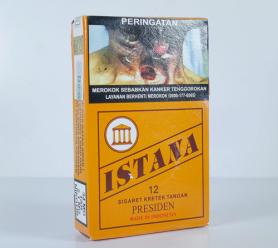 PERINGATAN
MEROKOK SEBABKAN KANKER TENGGOROKAN
LAYANAN BERHENTI MEROKOK (0800-177-6565)
ISTANA
12
SIGARET KRETEK TANGAN
PRESIDEN
MADE IN INDONESIA